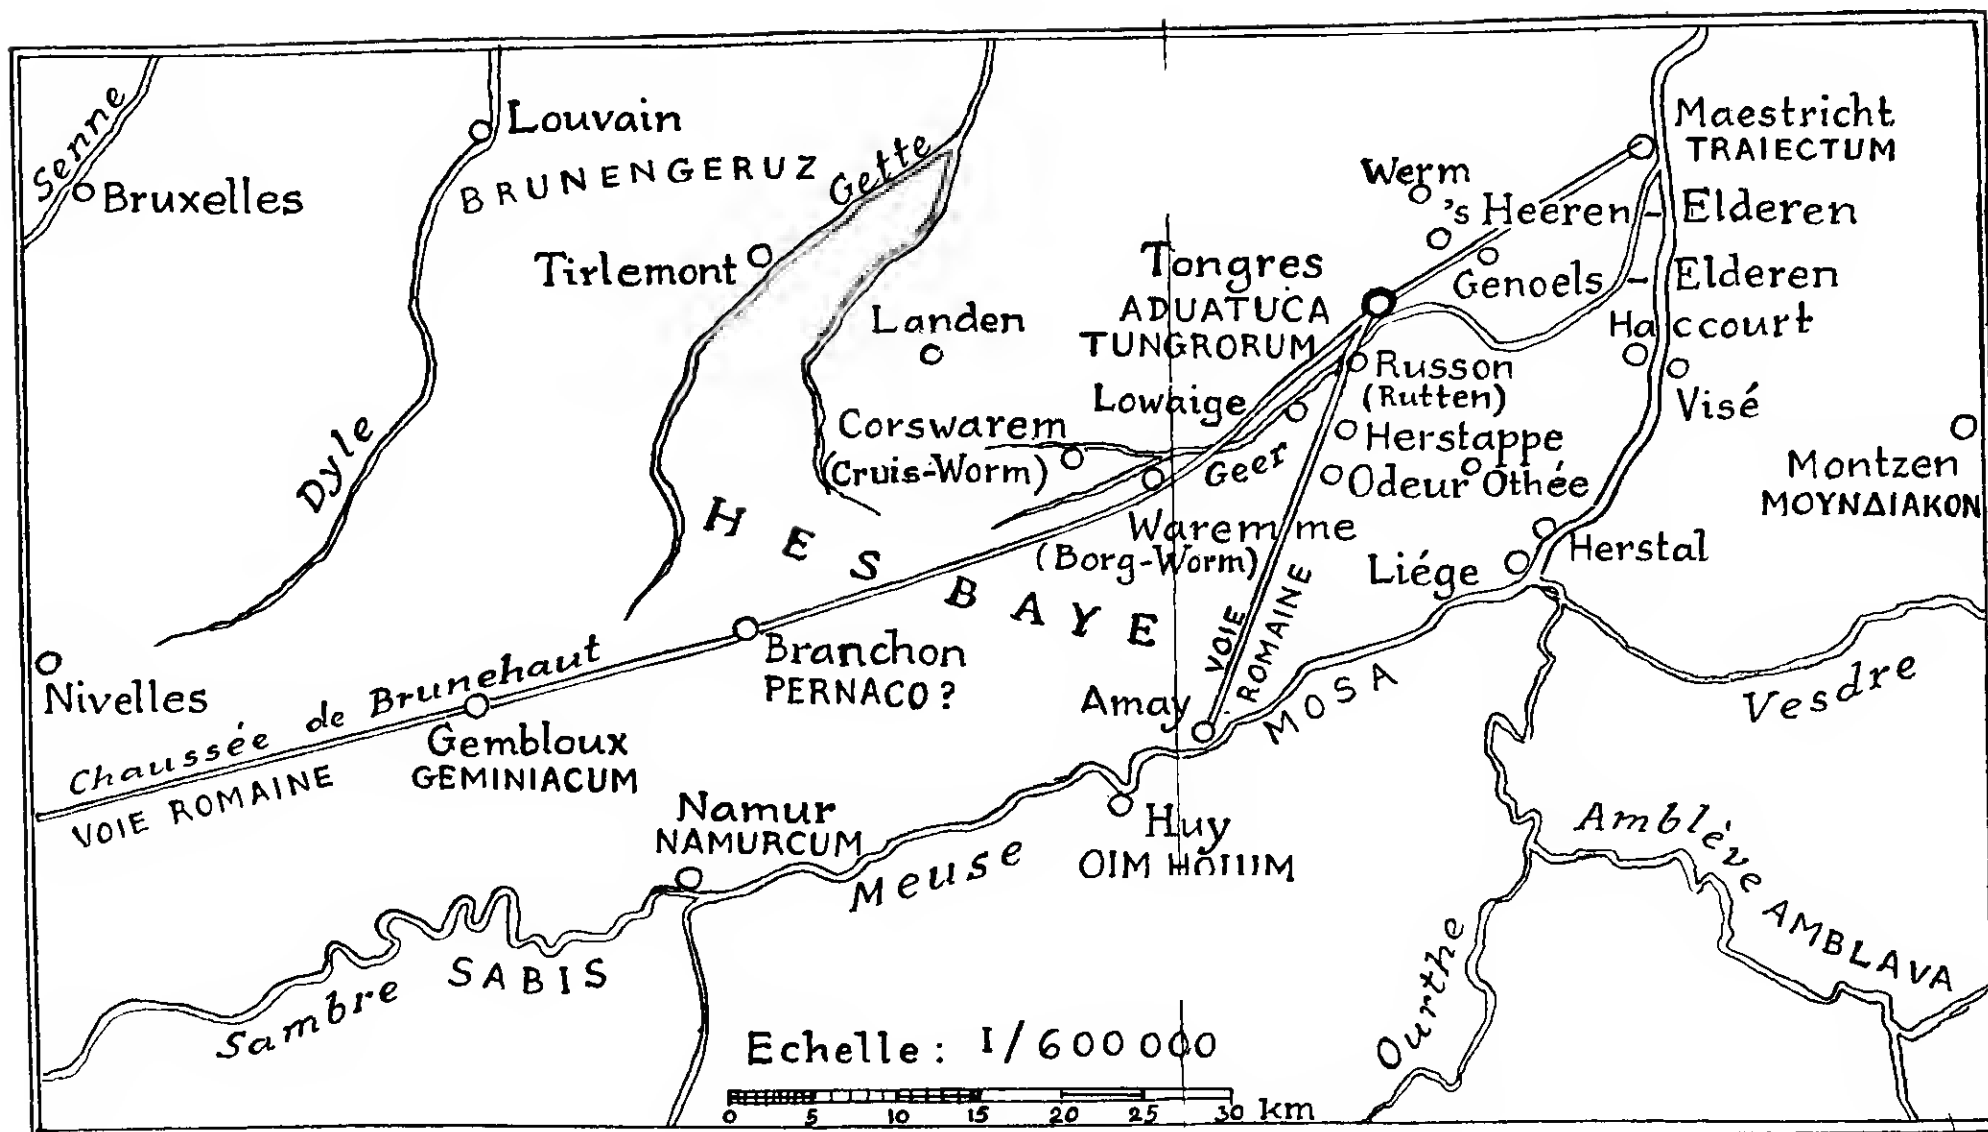 Senne
Bruxelles
Louvain
BRUNENGERUZ
Gette
Tirlemont
Landen
Dyle
Maestricht
TRAIECTUM
Werm
's Heeren - Elderen
Genoels - Elderen
Tongres
ADUATUCA
TUNGRORUM
Haccourt
Visé
Russon
(Rutten)
Lowaige
Corswarem
(Cruis-Worm)
Geer
Herstappe
Odeur
Othée
Montzen
ΜΟΥΝΔΙΑΚΟΝ
Waremme
(Borg-Worm)
Herstal
Liége
HESBAYE
VOIE
ROMAINE
Nivelles
Chaussée de Brunehaut
VOIE ROMAINE
Branchon
PERNACO ?
Gembloux
GEMINIACUM
Amay
MOSA
Vesdre
Namur
NAMURCUM
Meuse
Huy
Amblève
AMBLAVA
Ourthe
Sambre
SABIS
Echelle : 1/600 000
0 5 10 15 20 25 30 km